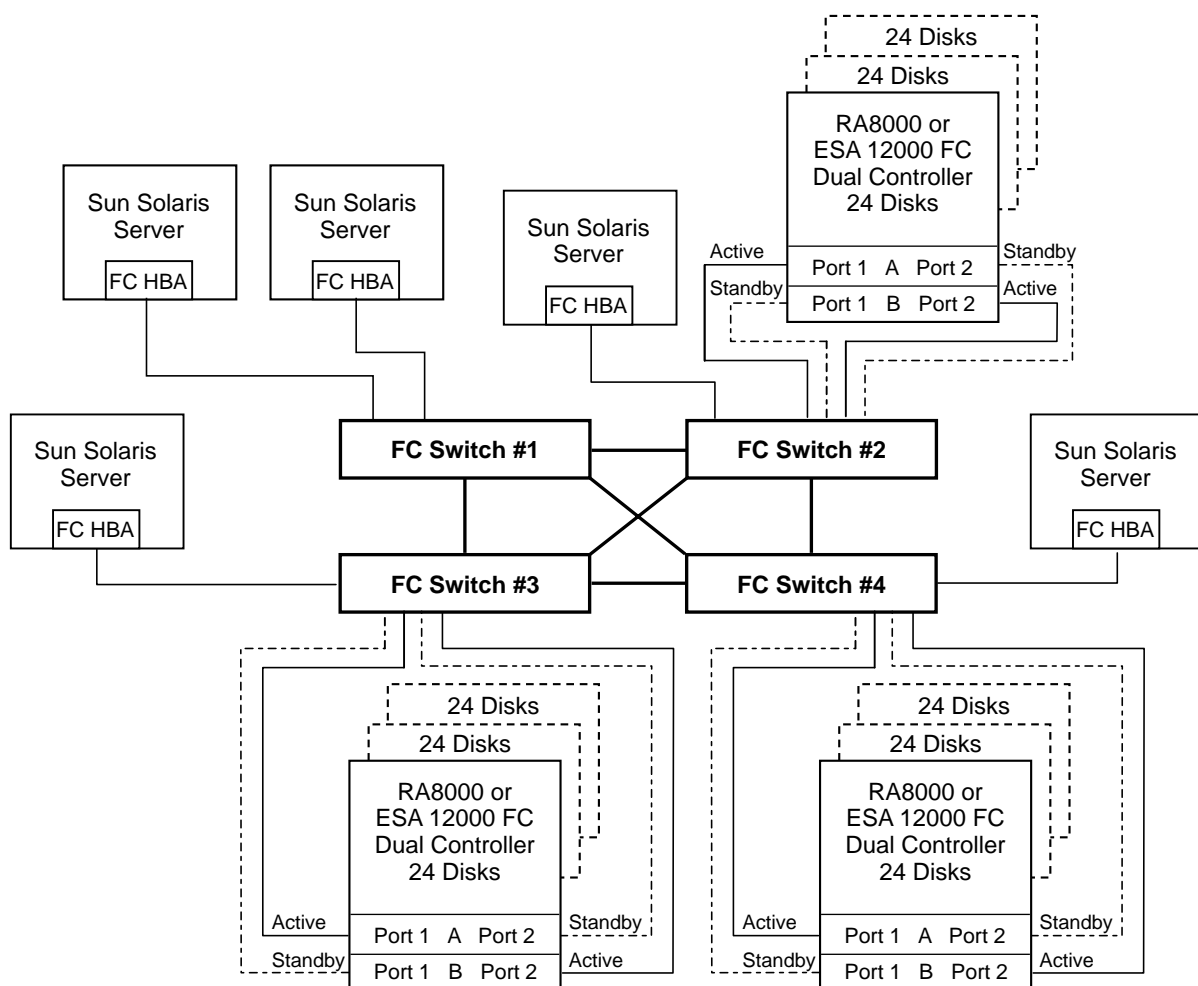 24 Disks
24 Disks
RA8000 or
ESA 12000 FC
Dual Controller
24 Disks
Active
Standby
Port 1 A Port 2
Standby
Active
Port 1 B Port 2
Sun Solaris
Server
FC HBA
Sun Solaris
Server
FC HBA
Sun Solaris
Server
FC HBA
FC Switch #1
FC Switch #2
Sun Solaris
Server
FC HBA
Sun Solaris
Server
FC HBA
FC Switch #3
FC Switch #4
24 Disks
24 Disks
RA8000 or
ESA 12000 FC
Dual Controller
24 Disks
Active
Standby
Port 1 A Port 2
Standby
Active
Port 1 B Port 2
24 Disks
24 Disks
RA8000 or
ESA 12000 FC
Dual Controller
24 Disks
Active
Standby
Port 1 A Port 2
Standby
Active
Port 1 B Port 2